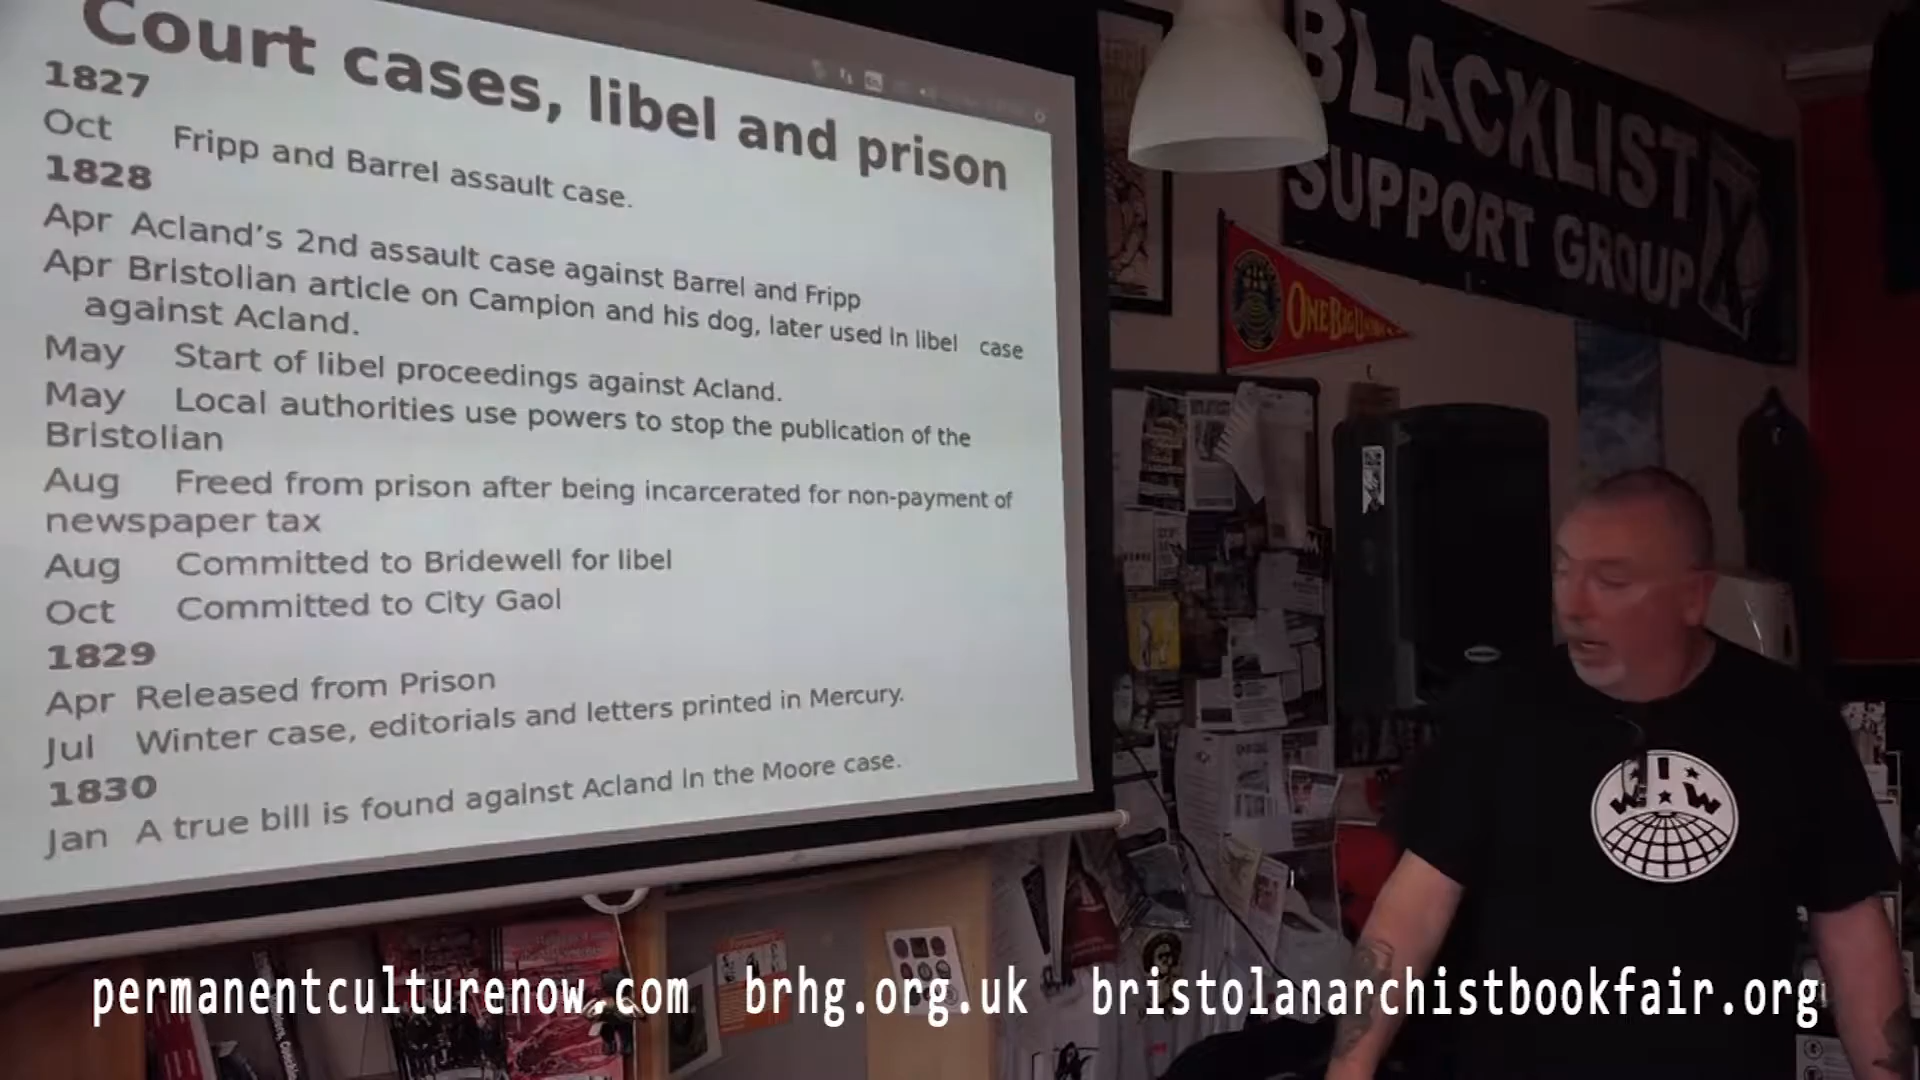 Court cases, libel and prison
1827
Oct Fripp and Barrel assault case.
1828
Apr Acland's 2nd assault case against Barrel and Fripp
Apr Bristolian article on Campion and his dog, later used in libel case
against Acland.
May Start of libel proceedings against Acland.
May Local authorities use powers to stop the publication of the
Bristolian
Aug Freed from prison after being incarcerated for non-payment of
newspaper tax
Aug Committed to Bridewell for libel
Oct Committed to City Gaol
1829
Apr Released from Prison
Jul Winter case, editorials and letters printed in Mercury.
1830
Jan A true bill is found against Acland in the Moore case.
BLACKLIST
SUPPORT GROUP
ONE BIG UNION
I W W
permanentculturenow.com brhg.org.uk bristolanarchistbookfair.org